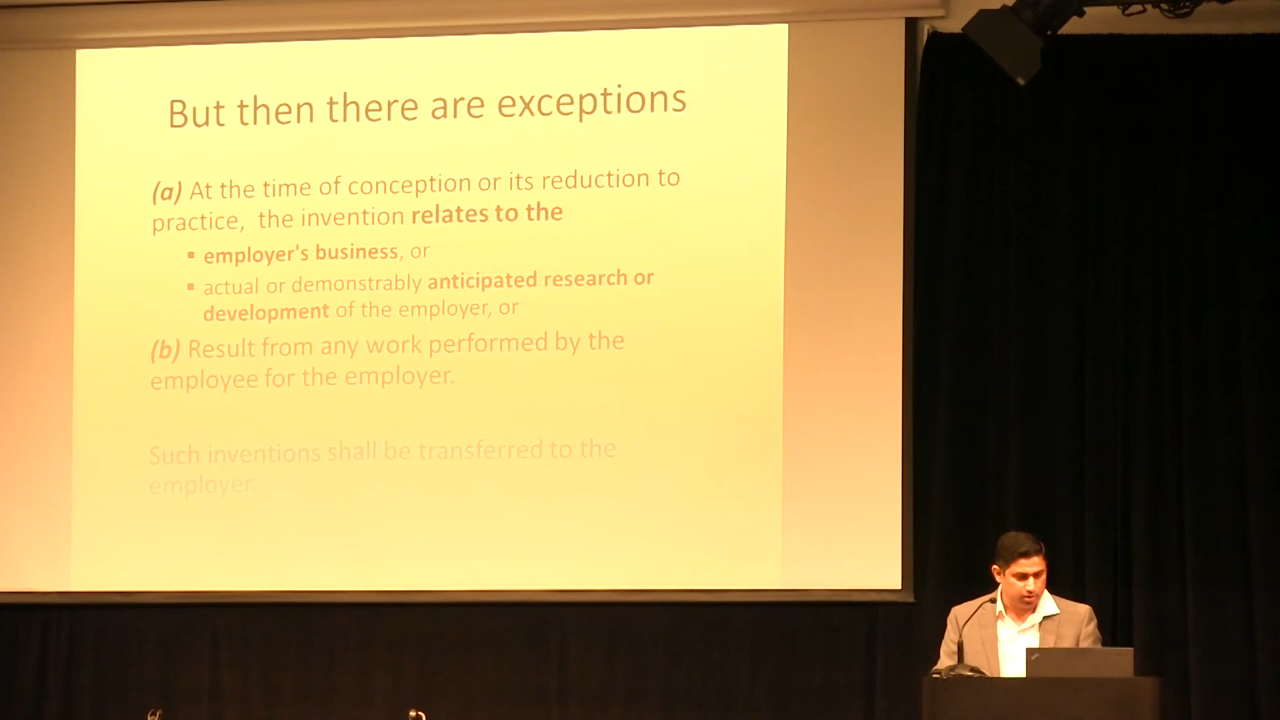 But then there are exceptions
(a) At the time of conception or its reduction to
practice, the invention relates to the
▪ employer's business, or
▪ actual or demonstrably anticipated research or
development of the employer, or
(b) Result from any work performed by the
employee for the employer.
Such inventions shall be transferred to the
employer.